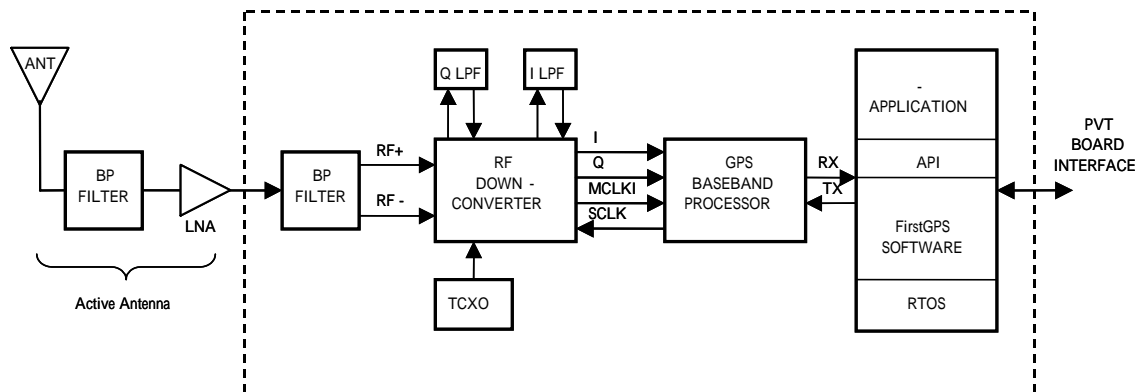 ANT
BP
FILTER
LNA
Active Antenna
BP
FILTER
RF+
RF -
Q LPF
I LPF
RF
DOWN -
CONVERTER
TCXO
I
Q
MCLKI
SCLK
GPS
BASEBAND
PROCESSOR
RX
TX
-
APPLICATION
API
FirstGPS
SOFTWARE
RTOS
PVT
BOARD
INTERFACE